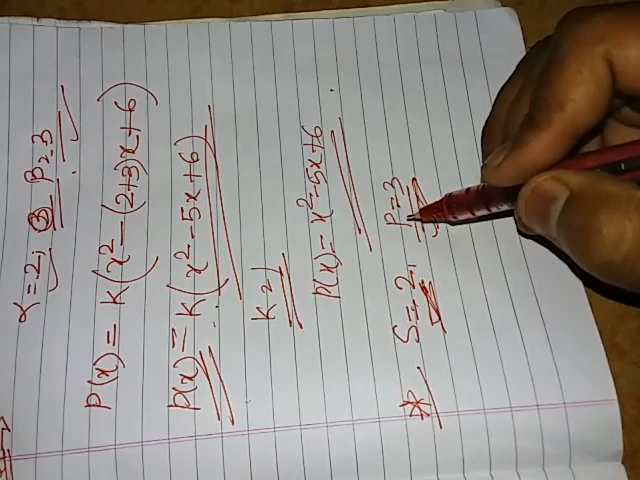 α = 2, β = 3
P(x) = K(x² - (2+3)x + 6)
P(x) = K(x² - 5x + 6)
K = 1
P(x) = x² - 5x + 6.
* S = 2, P = 3